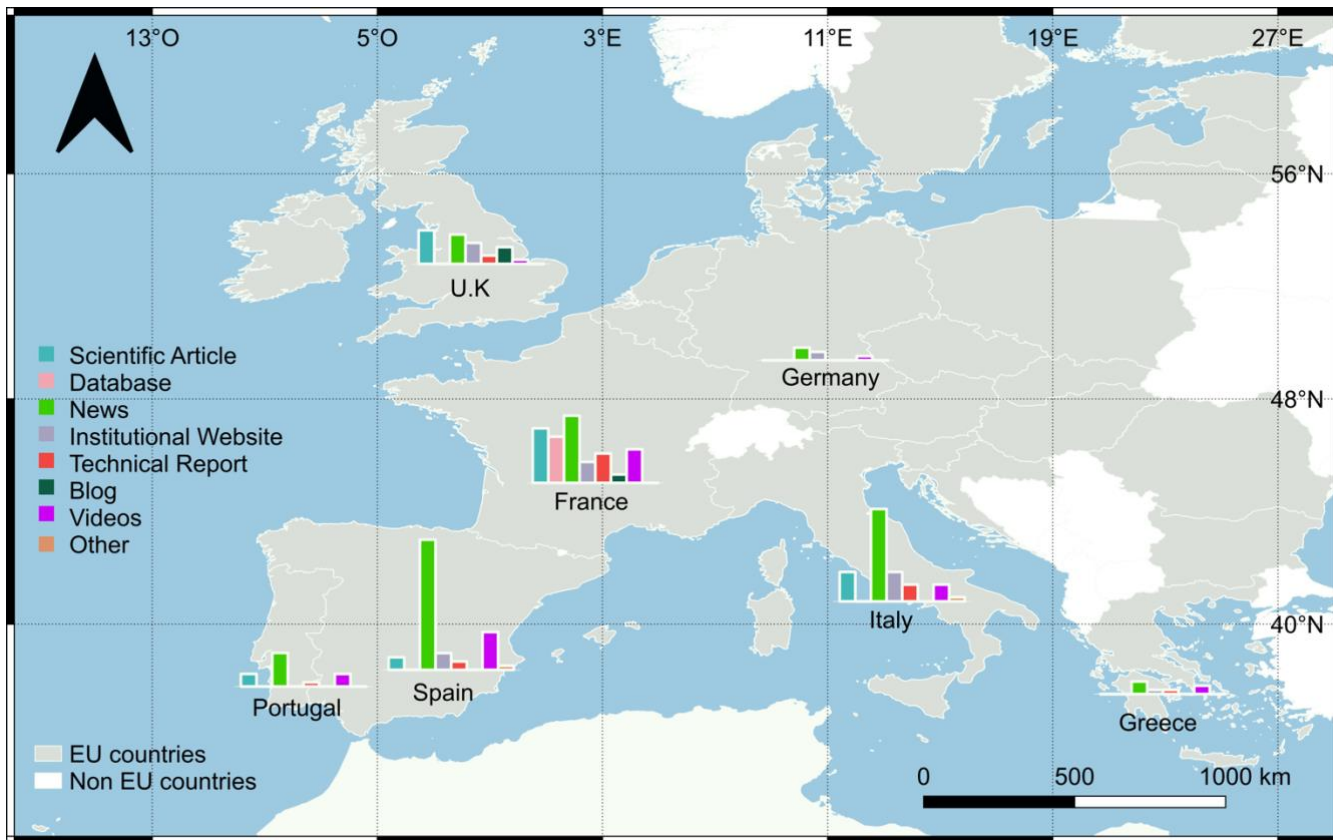 13°O 5°O 3°E 11°E 19°E 27°E
56°N
U.K
Scientific Article
Database
News
Institutional Website
Technical Report
Blog
Videos
Other
Germany
48°N
France
Italy
40°N
Portugal
Spain
Greece
EU countries
Non EU countries
0 500 1000 km